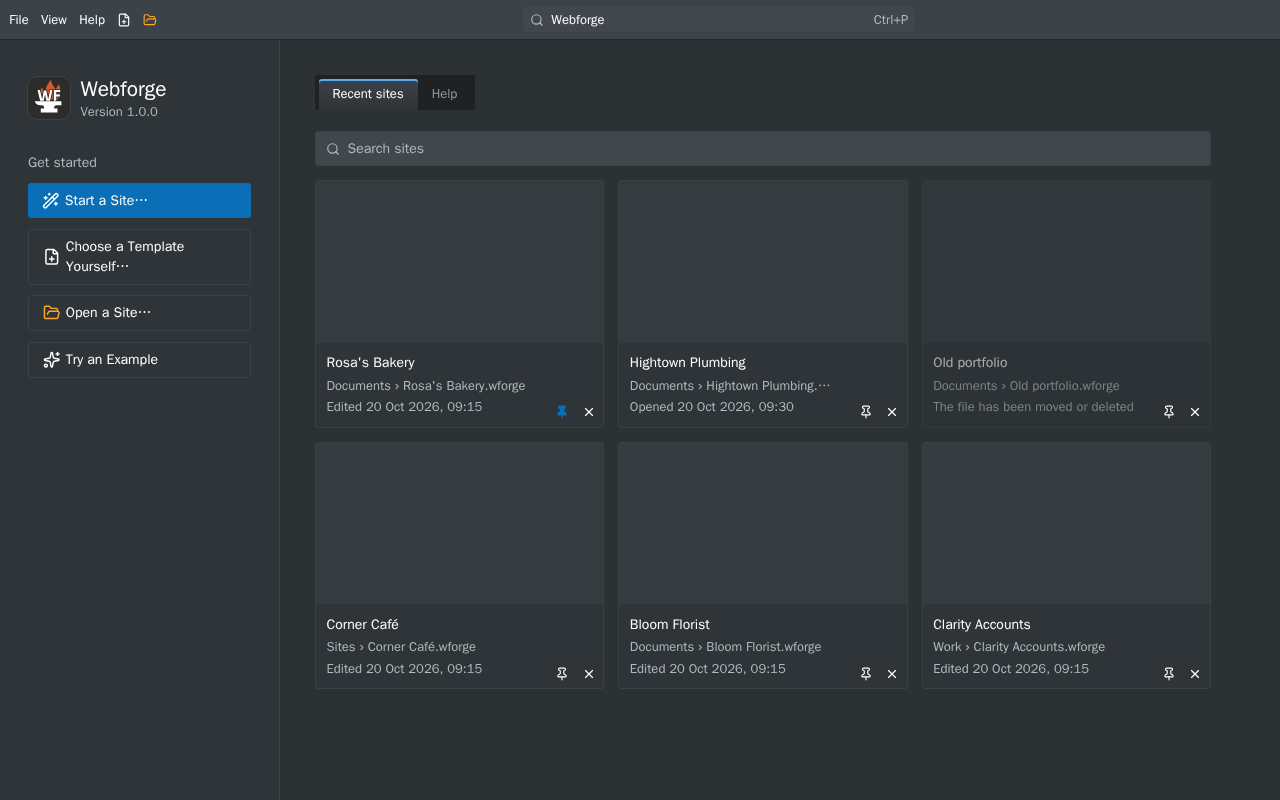 File View Help Webforge Ctrl+P
WF
Webforge
Version 1.0.0
Get started
Start a Site···
Choose a Template
Yourself···
Open a Site···
Try an Example
Recent sites Help
Search sites
Rosa's Bakery
Documents › Rosa's Bakery.wforge
Edited 20 Oct 2026, 09:15
Hightown Plumbing
Documents › Hightown Plumbing.···
Opened 20 Oct 2026, 09:30
Old portfolio
Documents › Old portfolio.wforge
The file has been moved or deleted
Corner Café
Sites › Corner Café.wforge
Edited 20 Oct 2026, 09:15
Bloom Florist
Documents › Bloom Florist.wforge
Edited 20 Oct 2026, 09:15
Clarity Accounts
Work › Clarity Accounts.wforge
Edited 20 Oct 2026, 09:15